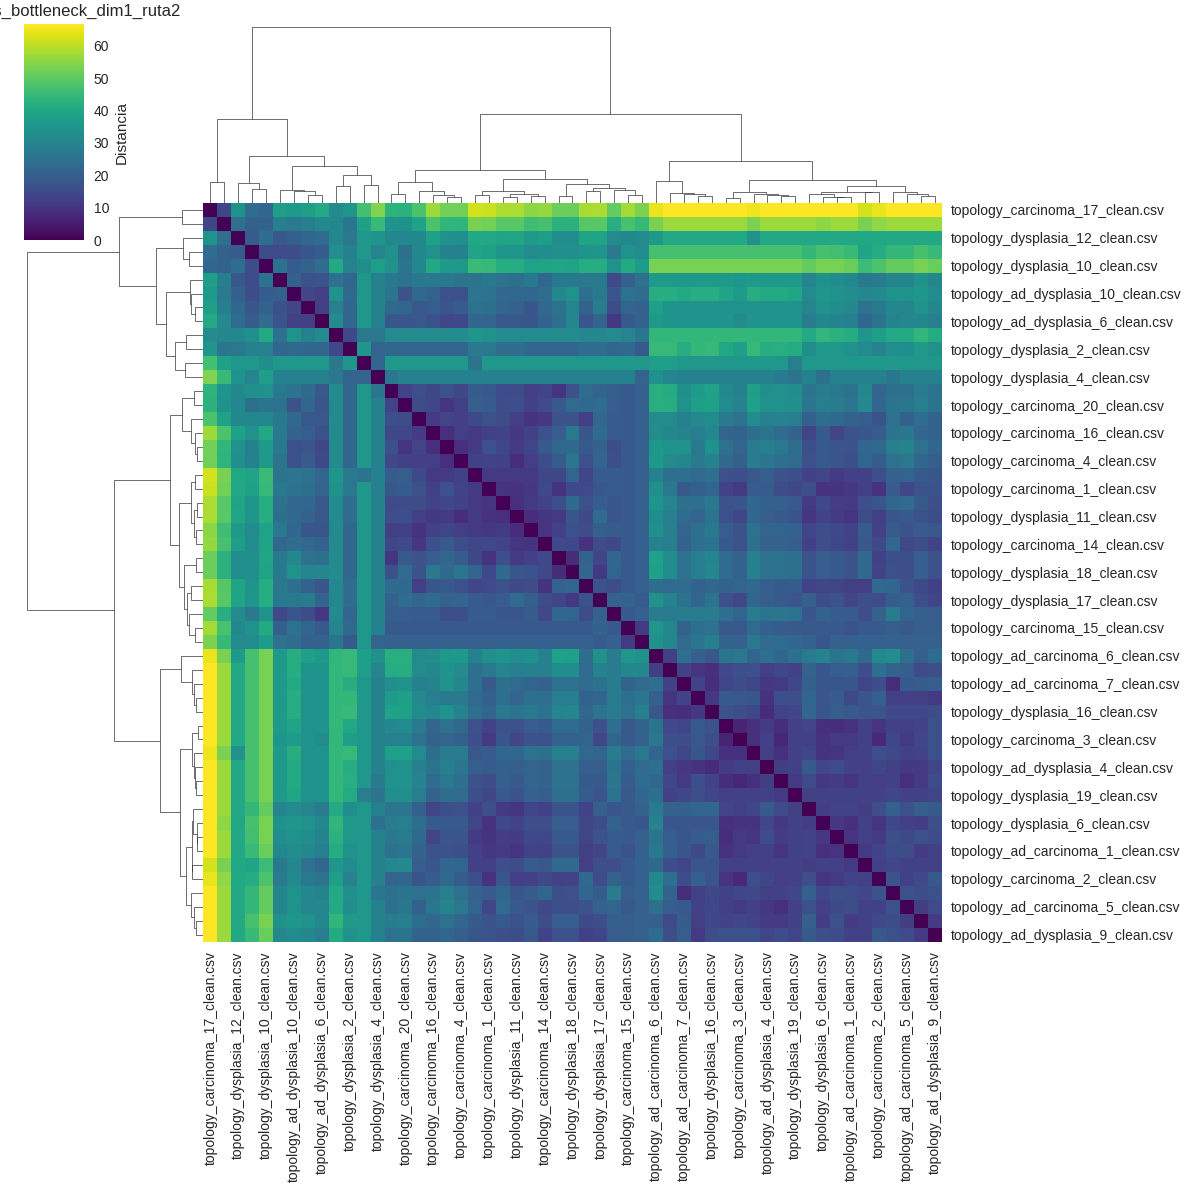 s_bottleneck_dim1_ruta2
60
50
40
30
20
10
0
Distancia
topology_carcinoma_17_clean.csv
topology_dysplasia_12_clean.csv
topology_dysplasia_10_clean.csv
topology_ad_dysplasia_10_clean.csv
topology_ad_dysplasia_6_clean.csv
topology_dysplasia_2_clean.csv
topology_dysplasia_4_clean.csv
topology_carcinoma_20_clean.csv
topology_carcinoma_16_clean.csv
topology_carcinoma_4_clean.csv
topology_carcinoma_1_clean.csv
topology_dysplasia_11_clean.csv
topology_carcinoma_14_clean.csv
topology_dysplasia_18_clean.csv
topology_dysplasia_17_clean.csv
topology_carcinoma_15_clean.csv
topology_ad_carcinoma_6_clean.csv
topology_ad_carcinoma_7_clean.csv
topology_dysplasia_16_clean.csv
topology_carcinoma_3_clean.csv
topology_ad_dysplasia_4_clean.csv
topology_dysplasia_19_clean.csv
topology_dysplasia_6_clean.csv
topology_ad_carcinoma_1_clean.csv
topology_carcinoma_2_clean.csv
topology_ad_carcinoma_5_clean.csv
topology_ad_dysplasia_9_clean.csv
topology_carcinoma_17_clean.csv
topology_dysplasia_12_clean.csv
topology_dysplasia_10_clean.csv
topology_ad_dysplasia_10_clean.csv
topology_ad_dysplasia_6_clean.csv
topology_dysplasia_2_clean.csv
topology_dysplasia_4_clean.csv
topology_carcinoma_20_clean.csv
topology_carcinoma_16_clean.csv
topology_carcinoma_4_clean.csv
topology_carcinoma_1_clean.csv
topology_dysplasia_11_clean.csv
topology_carcinoma_14_clean.csv
topology_dysplasia_18_clean.csv
topology_dysplasia_17_clean.csv
topology_carcinoma_15_clean.csv
topology_ad_carcinoma_6_clean.csv
topology_ad_carcinoma_7_clean.csv
topology_dysplasia_16_clean.csv
topology_carcinoma_3_clean.csv
topology_ad_dysplasia_4_clean.csv
topology_dysplasia_19_clean.csv
topology_dysplasia_6_clean.csv
topology_ad_carcinoma_1_clean.csv
topology_carcinoma_2_clean.csv
topology_ad_carcinoma_5_clean.csv
topology_ad_dysplasia_9_clean.csv